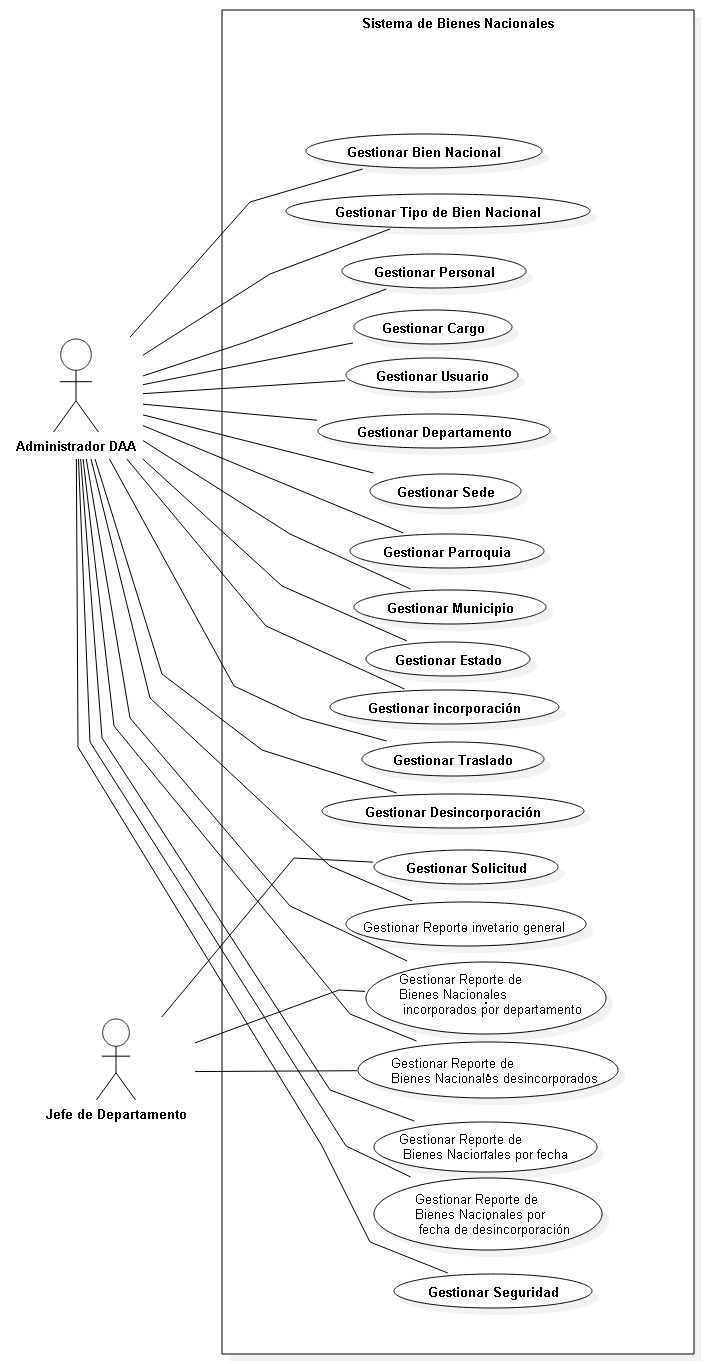 Sistema de Bienes Nacionales
Gestionar Bien Nacional
Gestionar Tipo de Bien Nacional
Gestionar Personal
Gestionar Cargo
Gestionar Usuario
Administrador DAA
Gestionar Departamento
Gestionar Sede
Gestionar Parroquia
Gestionar Municipio
Gestionar Estado
Gestionar incorporación
Gestionar Traslado
Gestionar Desincorporación
Gestionar Solicitud
Gestionar Reporte invetario general
Gestionar Reporte de
Bienes Nacionales
incorporados por departamento
Gestionar Reporte de
Bienes Nacionales desincorporados
Jefe de Departamento
Gestionar Reporte de
Bienes Nacionales por fecha
Gestionar Reporte de
Bienes Nacionales por
fecha de desincorporación
Gestionar Seguridad